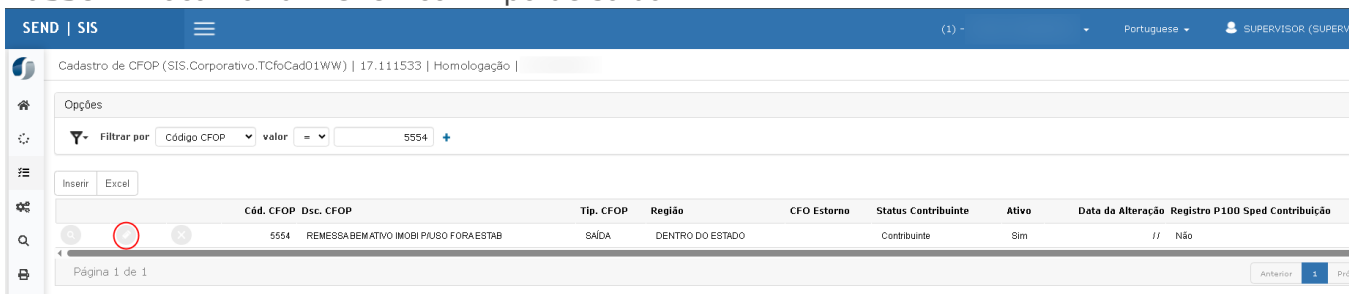 SEND | SIS (1) - Portuguese SUPERVISOR (SUPERV
Cadastro de CFOP (SIS.Corporativo.TCfoCad01WW) | 17.111533 | Homologação |
Opções
Filtrar por Código CFOP valor = 5554 +
Inserir Excel
Cód. CFOP Dsc. CFOP Tip. CFOP Região CFO Estorno Status Contribuinte Ativo Data da Alteração Registro P100 Sped Contribuição
5554 REMESSA BEM ATIVO IMOBI P/USO FORA ESTAB SAÍDA DENTRO DO ESTADO Contribuinte Sim // Não
Página 1 de 1 Anterior 1 Pró